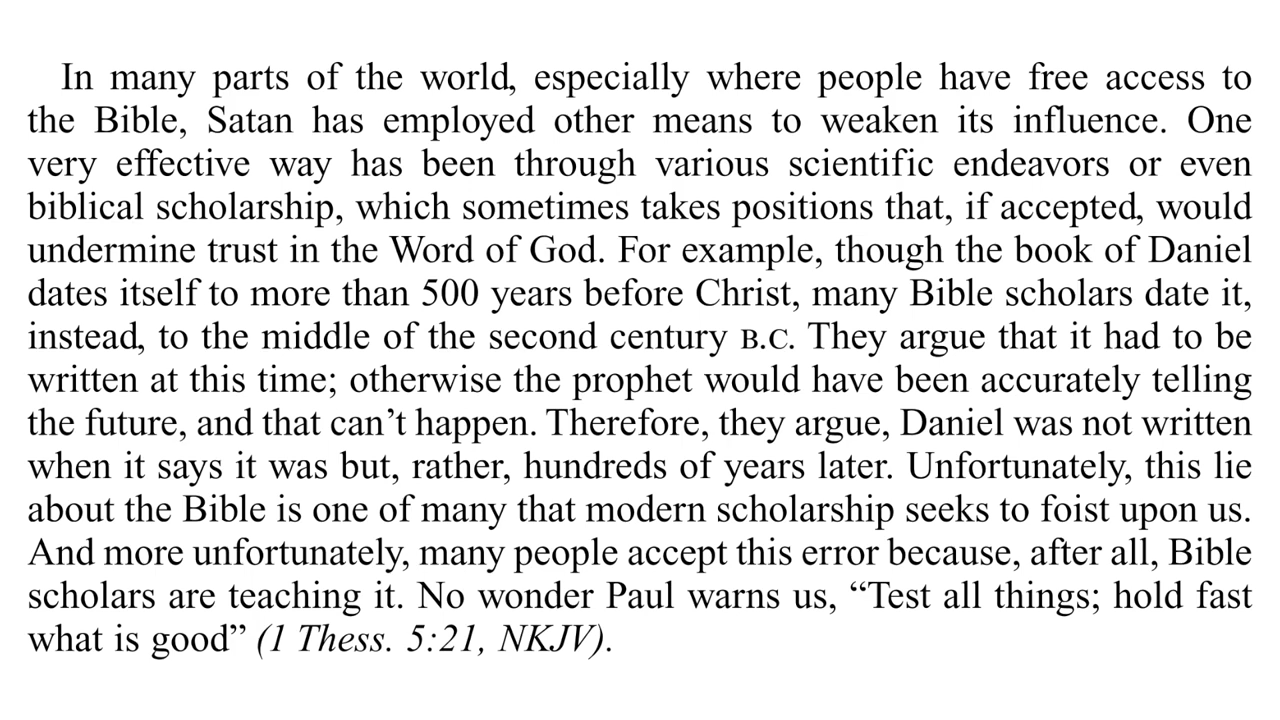 In many parts of the world, especially where people have free access to
the Bible, Satan has employed other means to weaken its influence. One
very effective way has been through various scientific endeavors or even
biblical scholarship, which sometimes takes positions that, if accepted, would
undermine trust in the Word of God. For example, though the book of Daniel
dates itself to more than 500 years before Christ, many Bible scholars date it,
instead, to the middle of the second century B.C. They argue that it had to be
written at this time; otherwise the prophet would have been accurately telling
the future, and that can’t happen. Therefore, they argue, Daniel was not written
when it says it was but, rather, hundreds of years later. Unfortunately, this lie
about the Bible is one of many that modern scholarship seeks to foist upon us.
And more unfortunately, many people accept this error because, after all, Bible
scholars are teaching it. No wonder Paul warns us, “Test all things; hold fast
what is good” (1 Thess. 5:21, NKJV).